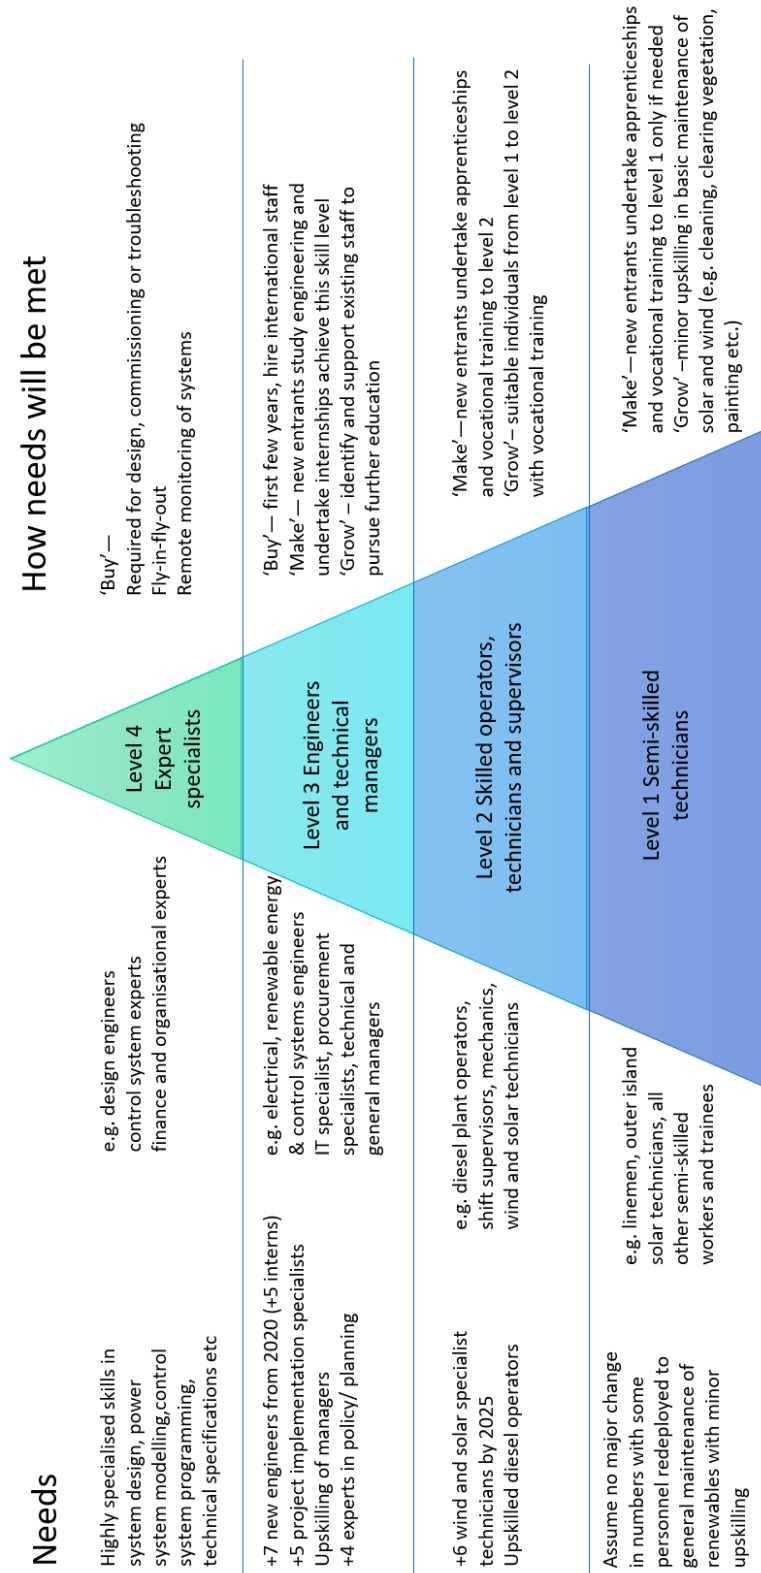 Needs
How needs will be met
Highly specialised skills in
system design, power
system modelling,control
system programming,
technical specifications etc
e.g. design engineers
control system experts
finance and organisational experts
Level 4
Expert
specialists
‘Buy’—
Required for design, commissioning or troubleshooting
Fly-in-fly-out
Remote monitoring of systems
+7 new engineers from 2020 (+5 interns)
+5 project implementation specialists
Upskilling of managers
+4 experts in policy/ planning
e.g. electrical, renewable energy
& control systems engineers
IT specialist, procurement
specialists, technical and
general managers
Level 3 Engineers
and technical
managers
‘Buy’— first few years, hire international staff
‘Make’— new entrants study engineering and
undertake internships achieve this skill level
‘Grow’ – identify and support existing staff to
pursue further education
+6 wind and solar specialist
technicians by 2025
Upskilled diesel operators
e.g. diesel plant operators,
shift supervisors, mechanics,
wind and solar technicians
Level 2 Skilled operators,
technicians and supervisors
‘Make’—new entrants undertake apprenticeships
and vocational training to level 2
‘Grow’– suitable individuals from level 1 to level 2
with vocational training
Assume no major change
in numbers with some
personnel redeployed to
general maintenance of
renewables with minor
upskilling
e.g. linemen, outer island
solar technicians, all
other semi-skilled
workers and trainees
Level 1 Semi-skilled
technicians
‘Make’—new entrants undertake apprenticeships
and vocational training to level 1 only if needed
‘Grow’ –minor upskilling in basic maintenance of
solar and wind (e.g. cleaning, clearing vegetation,
painting etc.)